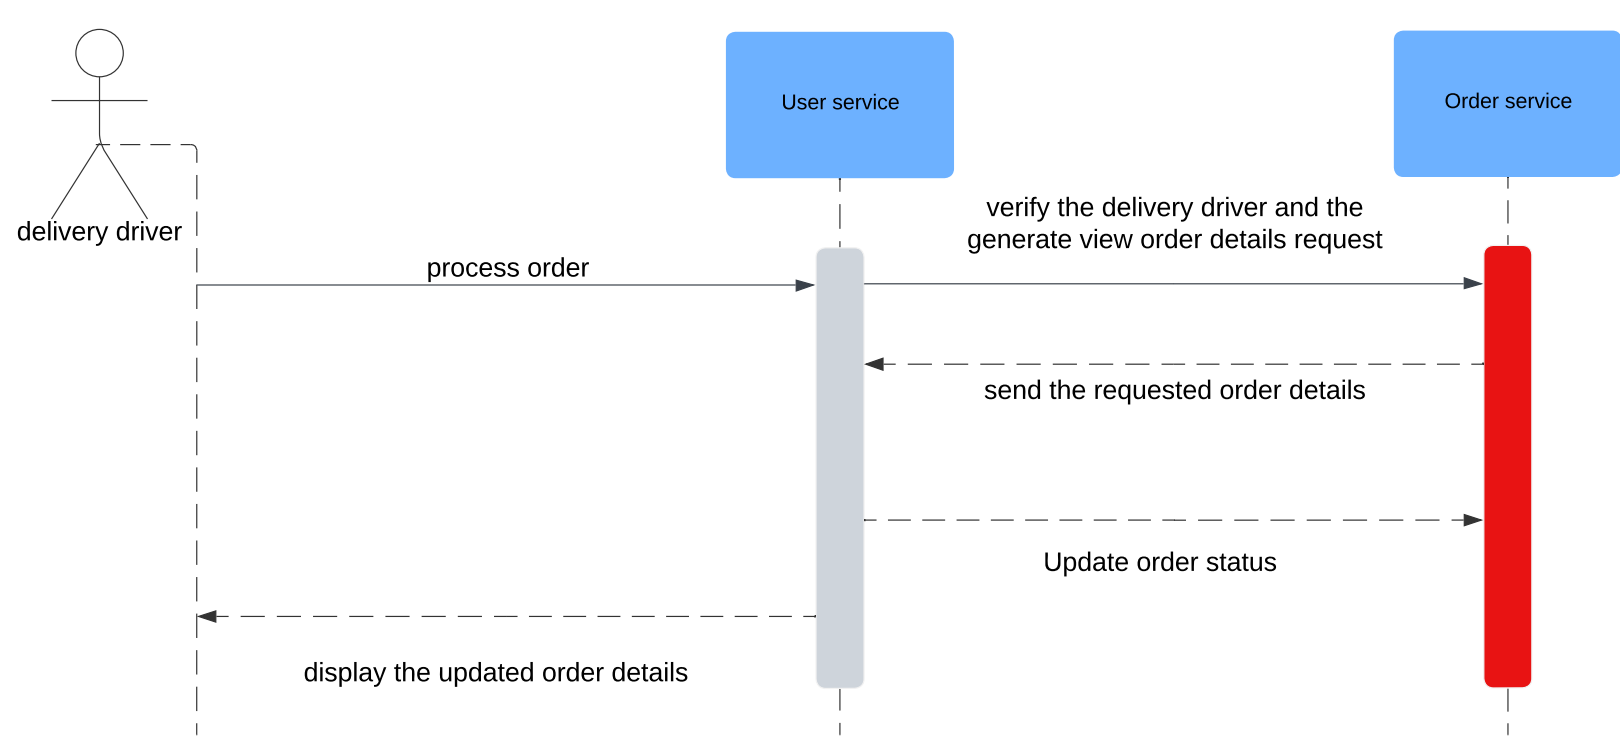 User service
Order service
delivery driver
verify the delivery driver and the
generate view order details request
process order
send the requested order details
Update order status
display the updated order details